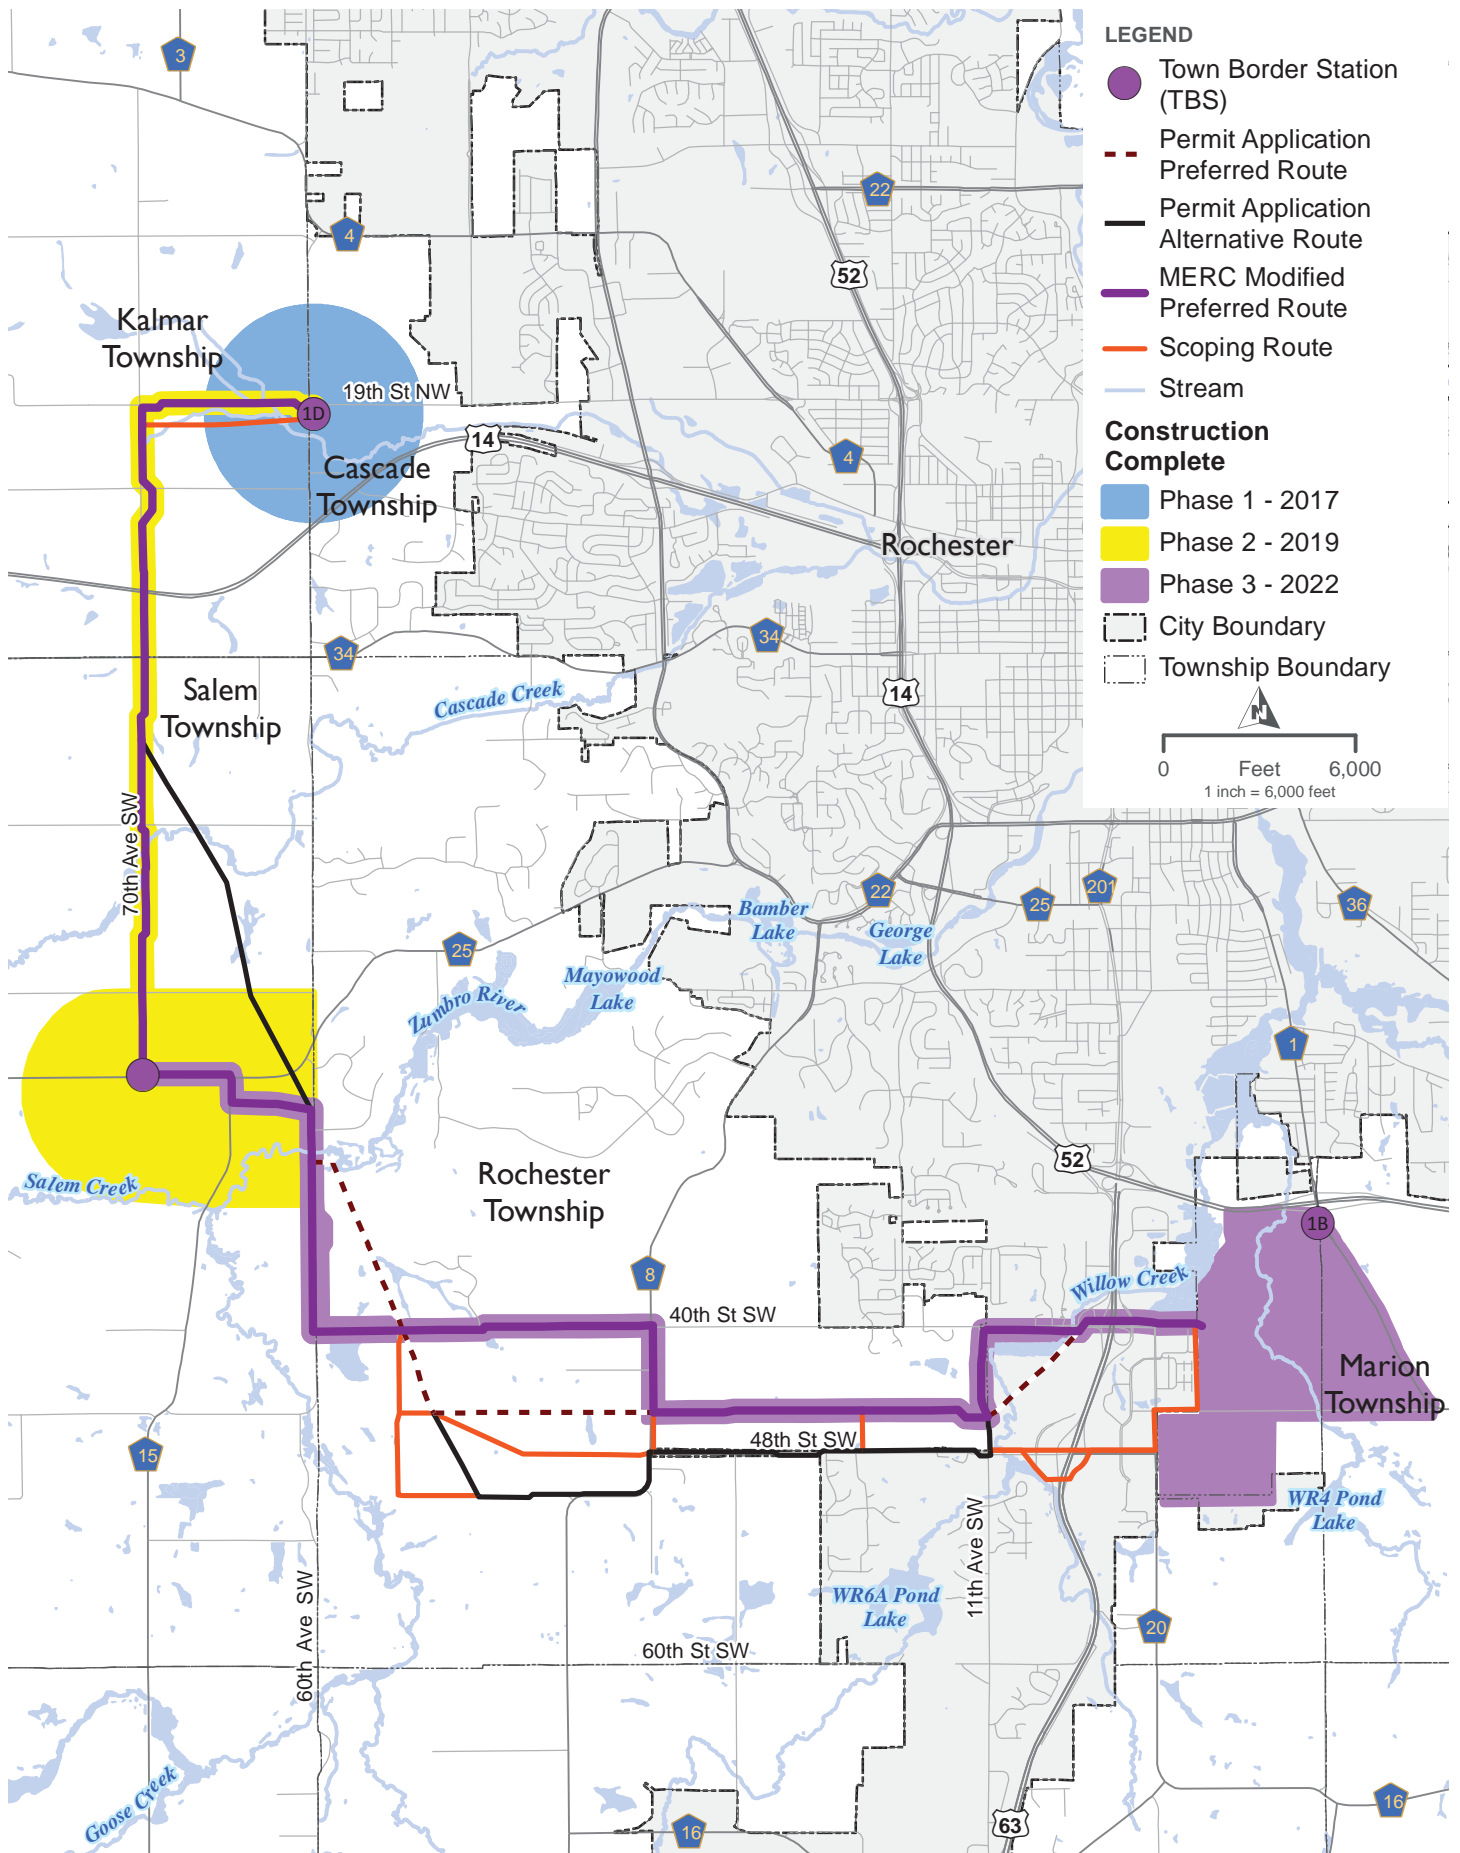 LEGEND
Town Border Station
(TBS)
Permit Application
Preferred Route
Permit Application
Alternative Route
MERC Modified
Preferred Route
Scoping Route
Stream
Construction
Complete
Phase 1 - 2017
Phase 2 - 2019
Phase 3 - 2022
City Boundary
Township Boundary
N
0 Feet 6,000
1 inch = 6,000 feet
3
4
22
52
Kalmar
Township
19th St NW
1D
14
4
Cascade
Township
Rochester
34
34
Salem
Township
Cascade Creek
14
70th Ave SW
22
201
25
36
Bamber
Lake
George
Lake
25
Mayowood
Lake
Zumbro River
1
52
Salem Creek
Rochester
Township
1B
8
Willow Creek
40th St SW
Marion
Township
48th St SW
15
WR4 Pond
Lake
11th Ave SW
WR6A Pond
Lake
60th Ave SW
20
60th St SW
Goose Creek
16
63
16